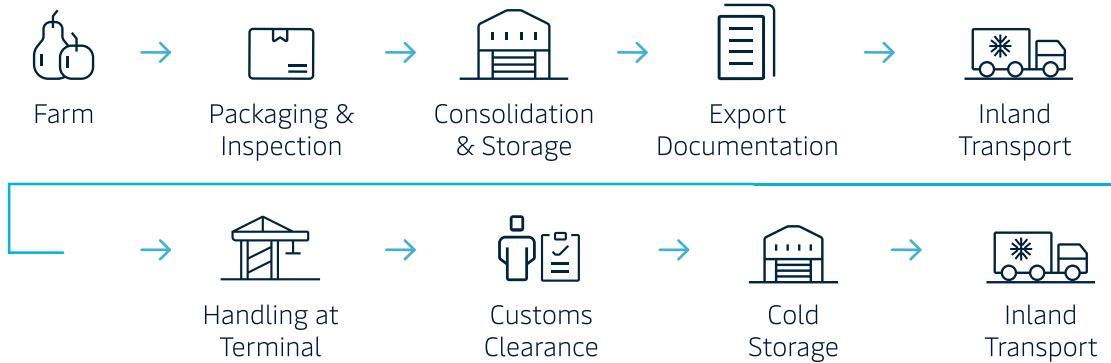 Farm
Packaging &
Inspection
Consolidation
& Storage
Export
Documentation
Inland
Transport
Handling at
Terminal
Customs
Clearance
Cold
Storage
Inland
Transport